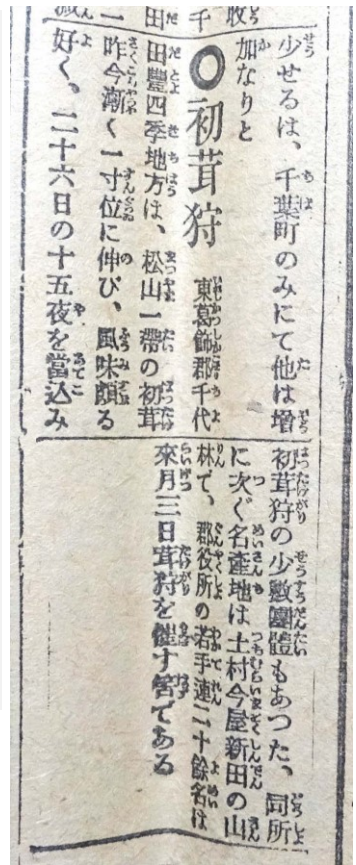 少せるは、千葉町のみにて他は増
加なりと
◎初茸狩 東葛飾郡千代
田豐四季地方は、松山一帶の初茸
昨今漸く一寸位に伸び、風味頗る
好く、二十六日の十五夜を當込み
初茸狩の少數團體もあつた、同所
に次ぐ名產地は土村今屋新田の山
林で、郡役所の若手連二十餘名は
來月三日茸狩を催す筈である